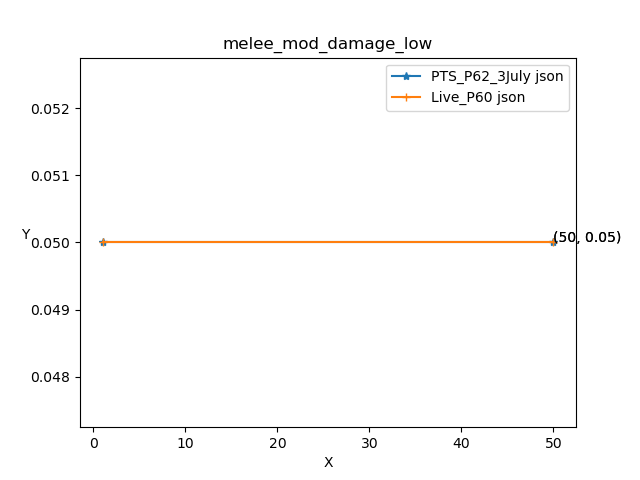 melee_mod_damage_low
PTS_P62_3July json
Live_P60 json
0.052
0.051
0.050
0.049
0.048
Y
(50, 0.05)
0 10 20 30 40 50
X